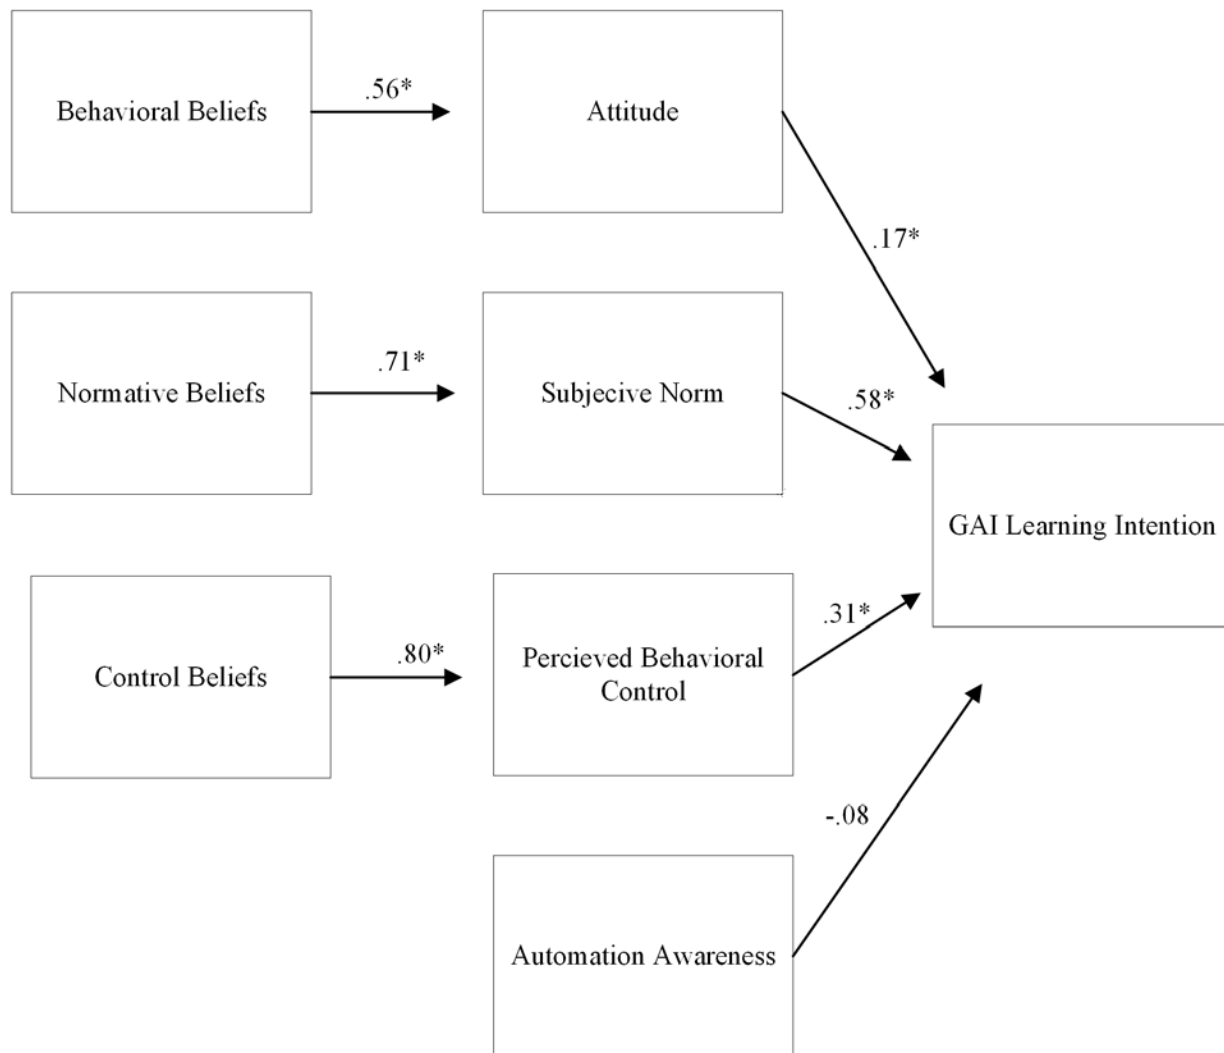 Behavioral Beliefs
.56*
Attitude
.17*
Normative Beliefs
.71*
Subjecive Norm
.58*
GAI Learning Intention
Control Beliefs
.80*
Percieved Behavioral
Control
.31*
-.08
Automation Awareness